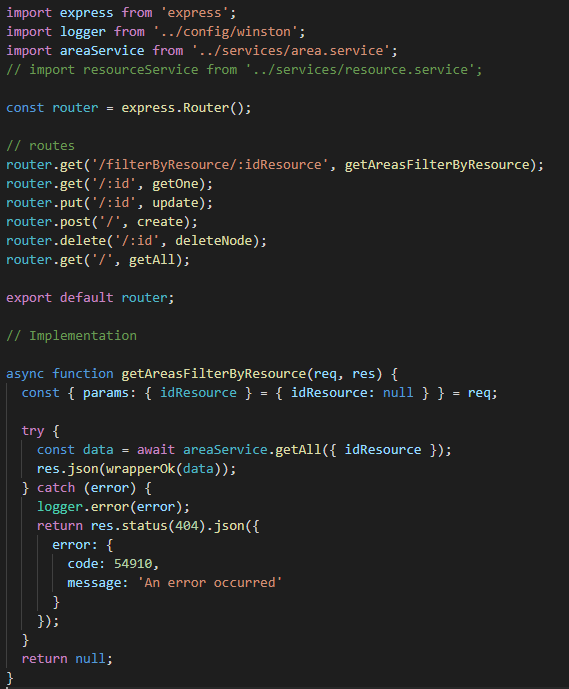 import express from 'express';
import logger from '../config/winston';
import areaService from '../services/area.service';
// import resourceService from '../services/resource.service';

const router = express.Router();

// routes
router.get('/filterByResource/:idResource', getAreasFilterByResource);
router.get('/:id', getOne);
router.put('/:id', update);
router.post('/', create);
router.delete('/:id', deleteNode);
router.get('/', getAll);

export default router;

// Implementation

async function getAreasFilterByResource(req, res) {
  const { params: { idResource } = { idResource: null } } = req;

  try {
    const data = await areaService.getAll({ idResource });
    res.json(wrapperOk(data));
  } catch (error) {
    logger.error(error);
    return res.status(404).json({
      error: {
        code: 54910,
        message: 'An error occurred'
      }
    });
  }
  return null;
}